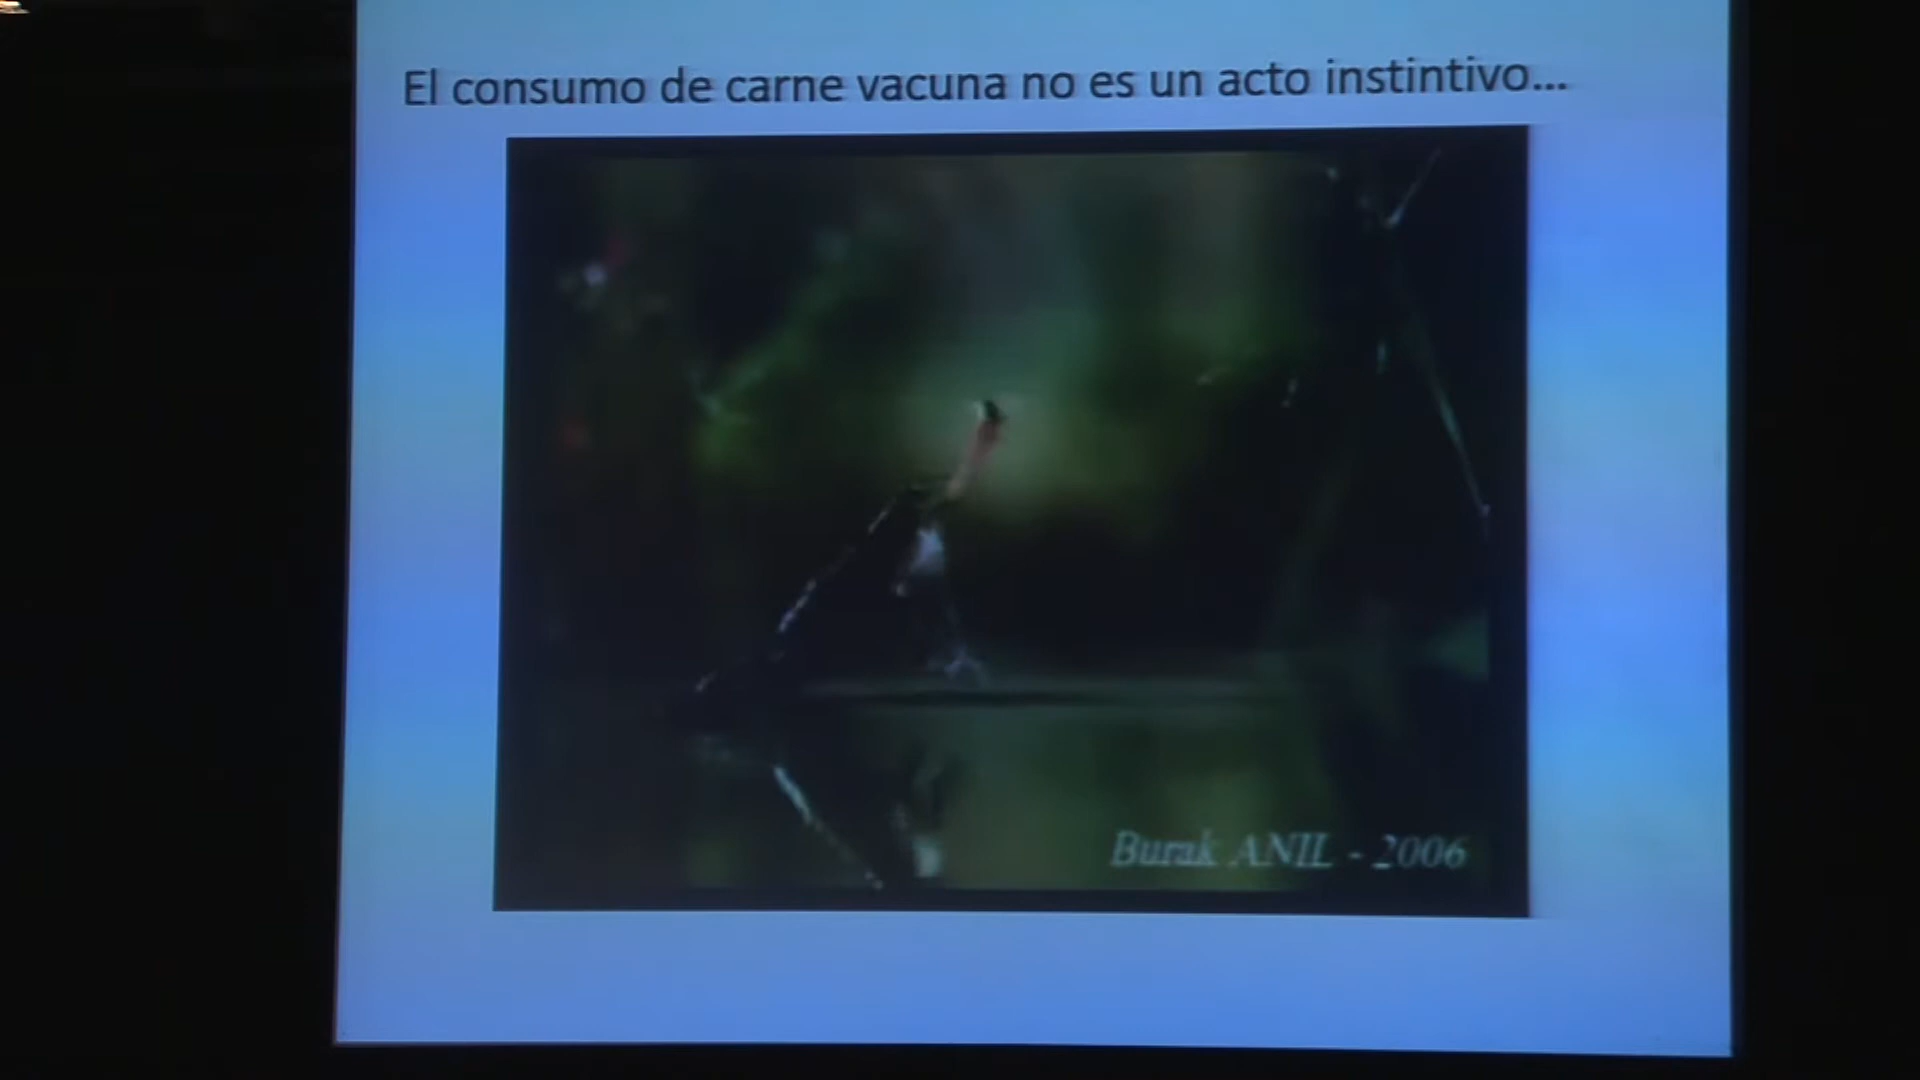 El consumo de carne vacuna no es un acto instintivo...
Burak ANIL - 2006